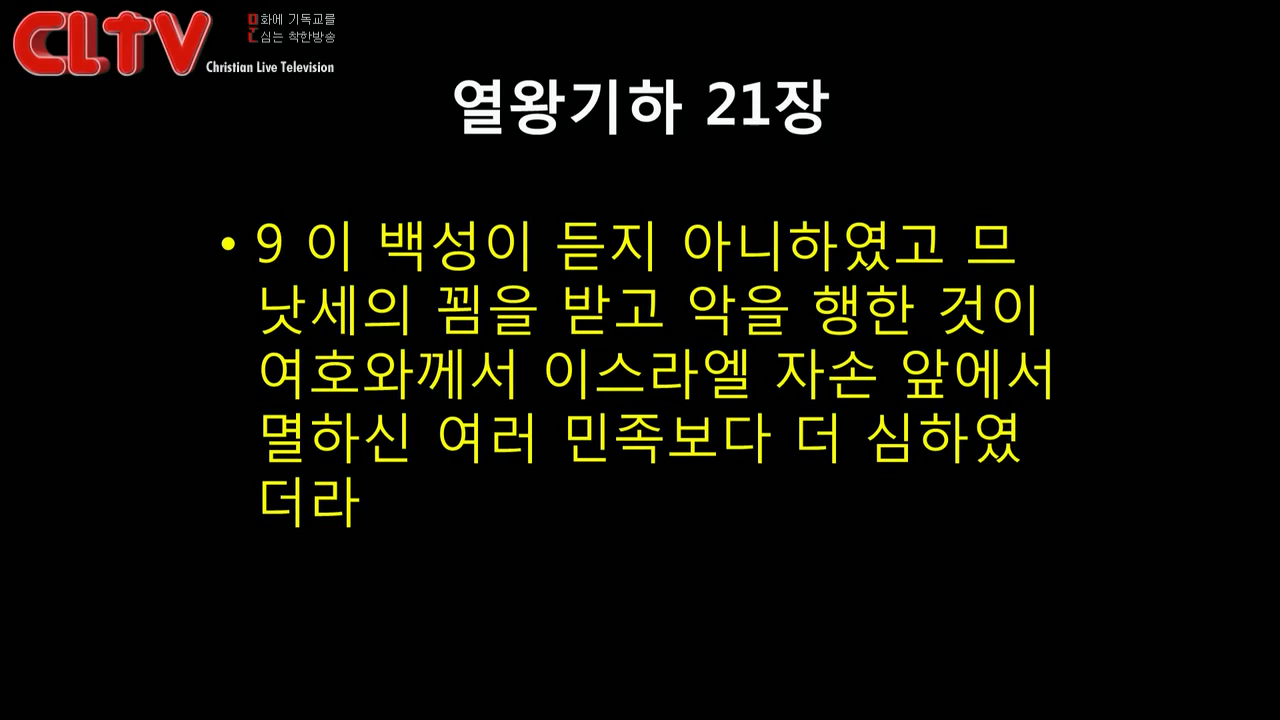 CLTV
문화에 기독교를
심는 착한방송
Christian Live Television
열왕기하 21장
• 9 이 백성이 듣지 아니하였고 므
낫세의 꾐을 받고 악을 행한 것이
여호와께서 이스라엘 자손 앞에서
멸하신 여러 민족보다 더 심하였
더라